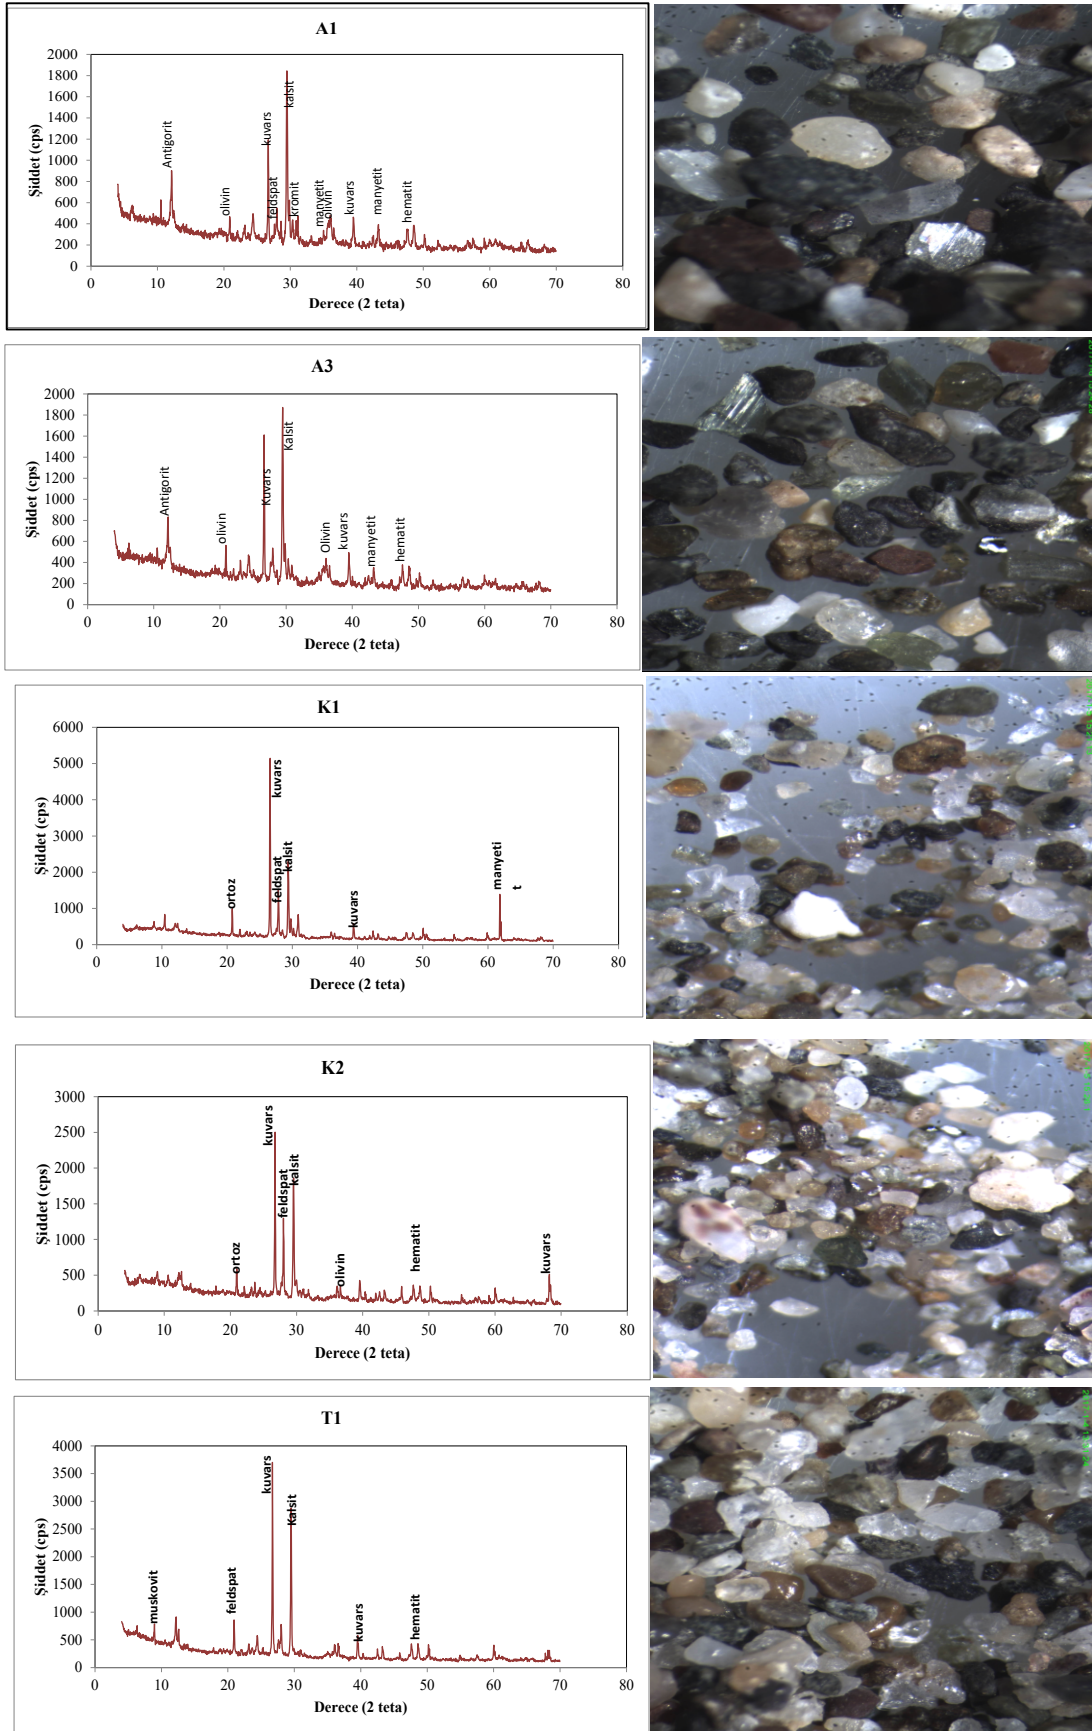 A1
2000
1800
1600
1400
1200
1000
800
600
400
200
0
Şiddet (cps)
Antigorit
olivin
kuvars
feldspat
kalsit
kromit
manyetit
olivin
kuvars
manyetit
hematit
0 10 20 30 40 50 60 70 80
Derece (2 teta)
A3
2000
1800
1600
1400
1200
1000
800
600
400
200
0
Şiddet (cps)
Antigorit
olivin
Kuvars
Kalsit
Olivin
kuvars
manyetit
hematit
0 10 20 30 40 50 60 70 80
Derece (2 teta)
K1
6000
5000
4000
3000
2000
1000
0
Şiddet (cps)
ortoz
kuvars
feldspat
kalsit
kuvars
manyeti
t
0 10 20 30 40 50 60 70 80
Derece (2 teta)
K2
3000
2500
2000
1500
1000
500
0
Şiddet (cps)
ortoz
kuvars
feldspat
kalsit
olivin
hematit
kuvars
0 10 20 30 40 50 60 70 80
Derece (2 teta)
T1
4000
3500
3000
2500
2000
1500
1000
500
0
Şiddet (cps)
muskovit
feldspat
kuvars
Kalsit
kuvars
hematit
0 10 20 30 40 50 60 70 80
Derece (2 teta)